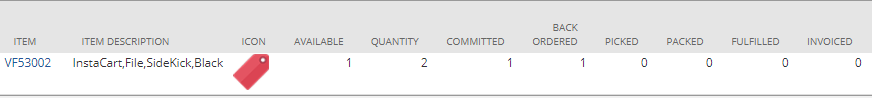 BACK
ITEM ITEM DESCRIPTION ICON AVAILABLE QUANTITY COMMITTED ORDERED PICKED PACKED FULFILLED INVOICED
VF53002 InstaCart,File,SideKick,Black 1 2 1 1 0 0 0 0